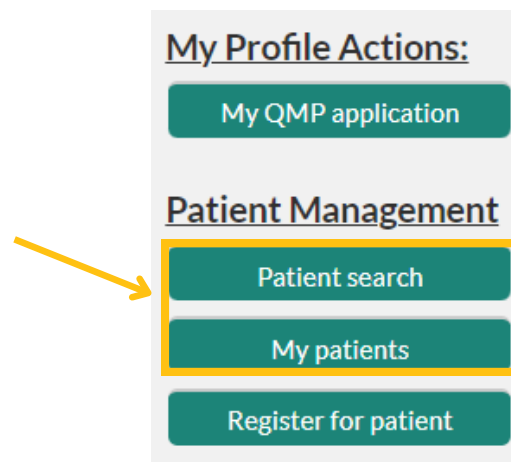 My Profile Actions:
My QMP application
Patient Management
Patient search
My patients
Register for patient